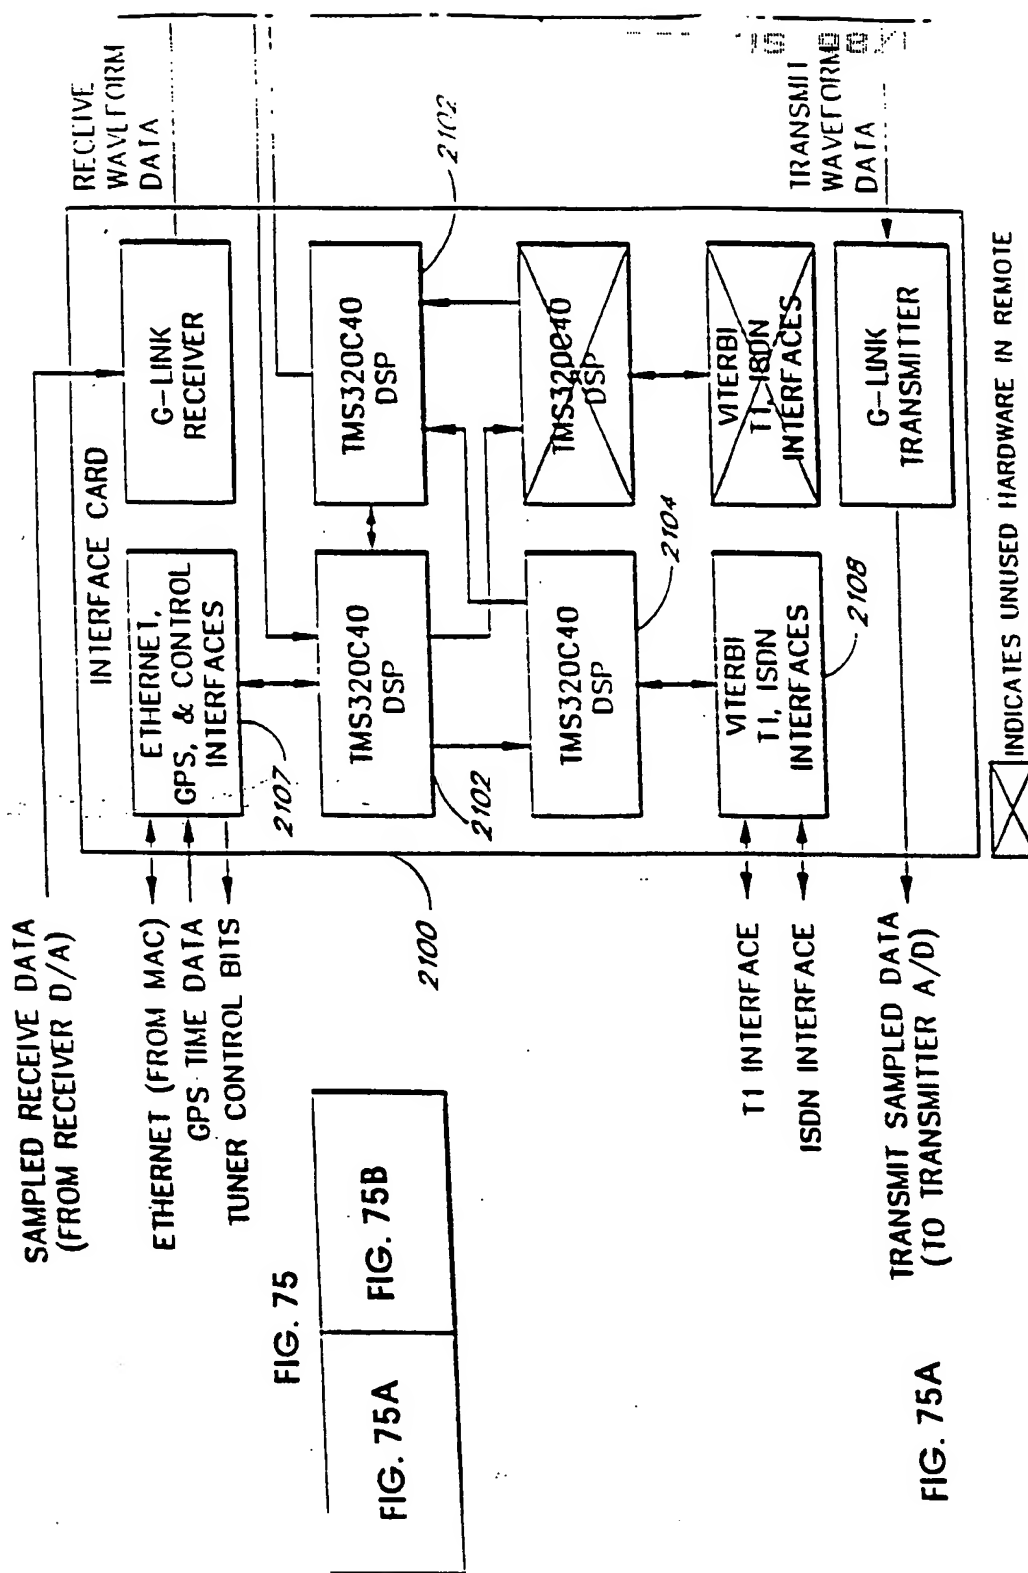 SAMPLED RECEIVE DATA
(FROM RECEIVER D/A)
ETHERNET (FROM MAC)
GPS TIME DATA
TUNER CONTROL BITS
2100
INTERFACE CARD
ETHERNET,
GPS, & CONTROL
INTERFACES
2107
G-LINK
RECEIVER
RECEIVE
WAVEFORM
DATA
TMS320C40
DSP
2102
TMS320C40
DSP
2102
TMS320C40
DSP
2104
TMS320C40
DSP
VITERBI
T1, ISDN
INTERFACES
2108
VITERBI
T1, ISDN
INTERFACES
G-LINK
TRANSMITTER
TRANSMIT
WAVEFORM
DATA
T1 INTERFACE
ISDN INTERFACE
TRANSMIT SAMPLED DATA
(TO TRANSMITTER A/D)
INDICATES UNUSED HARDWARE IN REMOTE
FIG. 75
FIG. 75A
FIG. 75B
FIG. 75A